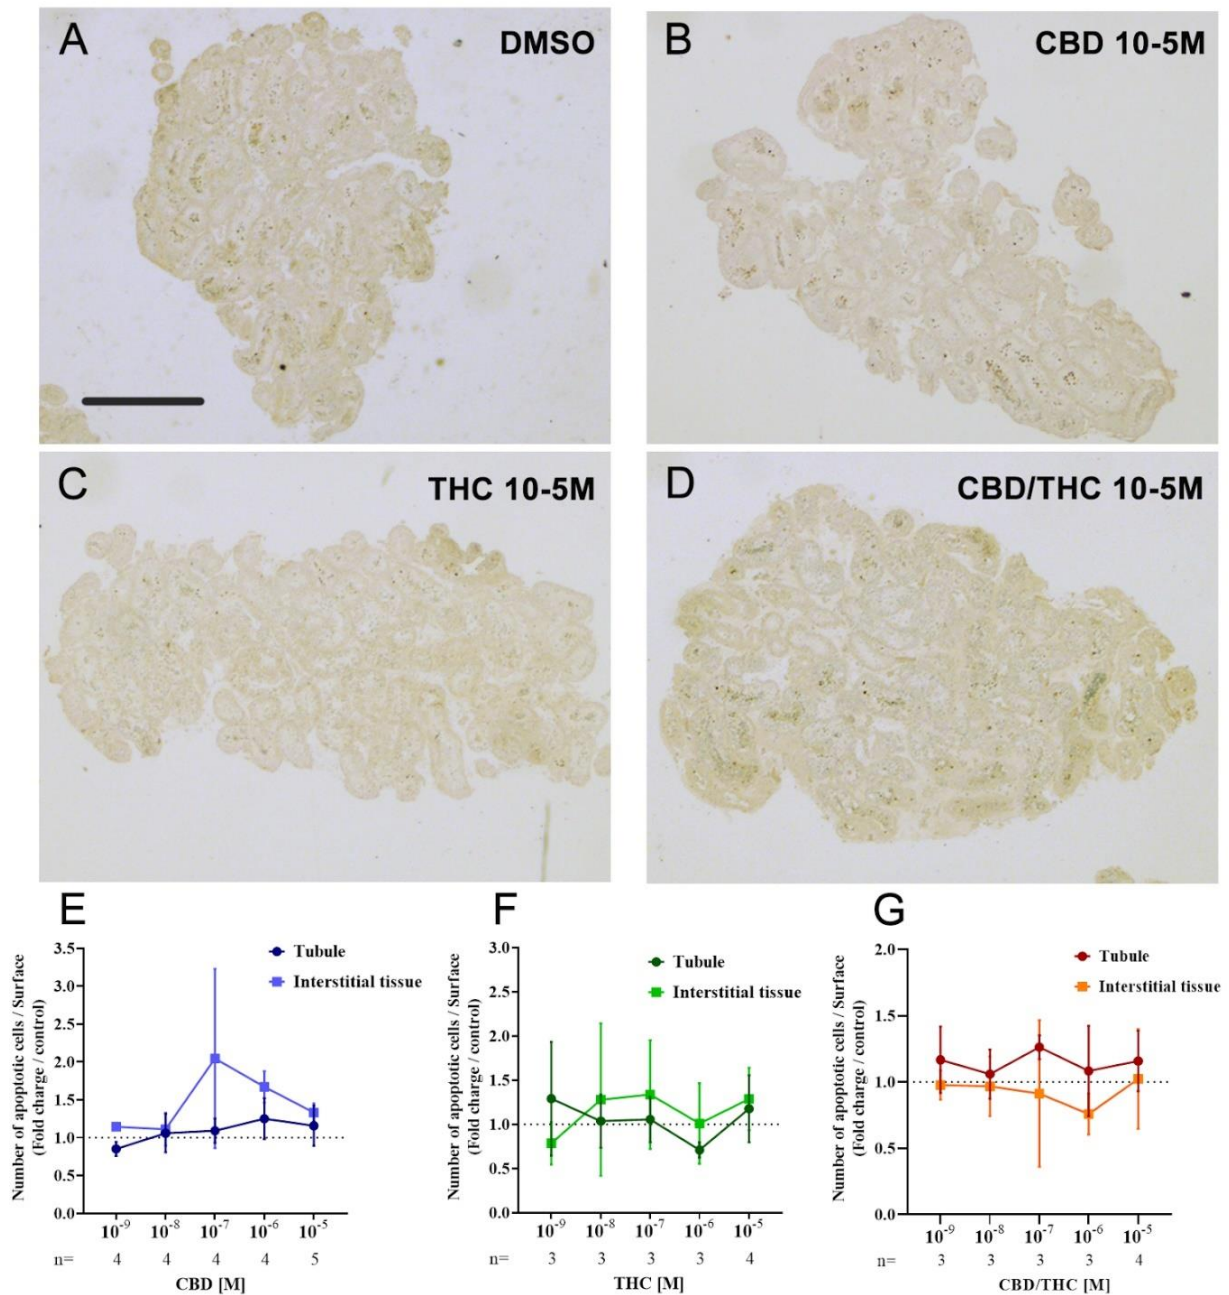 A
DMSO
B
CBD 10-5M
C
THC 10-5M
D
CBD/THC 10-5M
E
Number of apoptotic cells / Surface
(Fold charge / control)
3.5
3.0
2.5
2.0
1.5
1.0
0.5
0.0
Tubule
Interstitial tissue
10-9 10-8 10-7 10-6 10-5
n= 4 4 4 4 5
CBD [M]
F
Number of apoptotic cells / Surface
(Fold charge / control)
3.0
2.5
2.0
1.5
1.0
0.5
0.0
Tubule
Interstitial tissue
10-9 10-8 10-7 10-6 10-5
n= 3 3 3 3 4
THC [M]
G
Number of apoptotic cells / Surface
(Fold charge / control)
2.0
1.5
1.0
0.5
0.0
Tubule
Interstitial tissue
10-9 10-8 10-7 10-6 10-5
n= 3 3 3 3 4
CBD/THC [M]